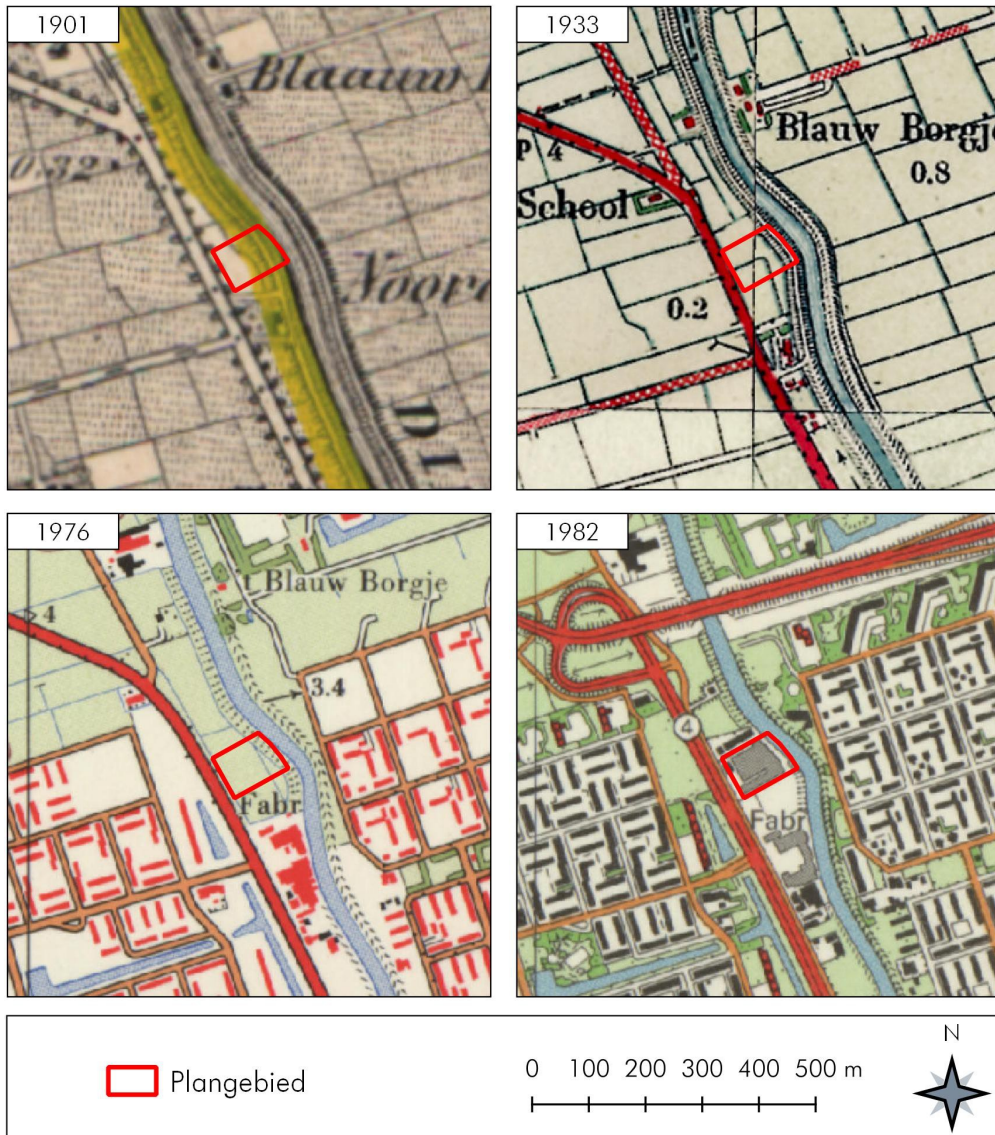 1901
Blaauw
0.32
Noord
D I
1933
Blauw Borgje
P 4
0.8
School
0.2
1976
Blauw Borgje
4
3.4
Fabr
1982
4
Fabr
Plangebied
0 100 200 300 400 500 m
N